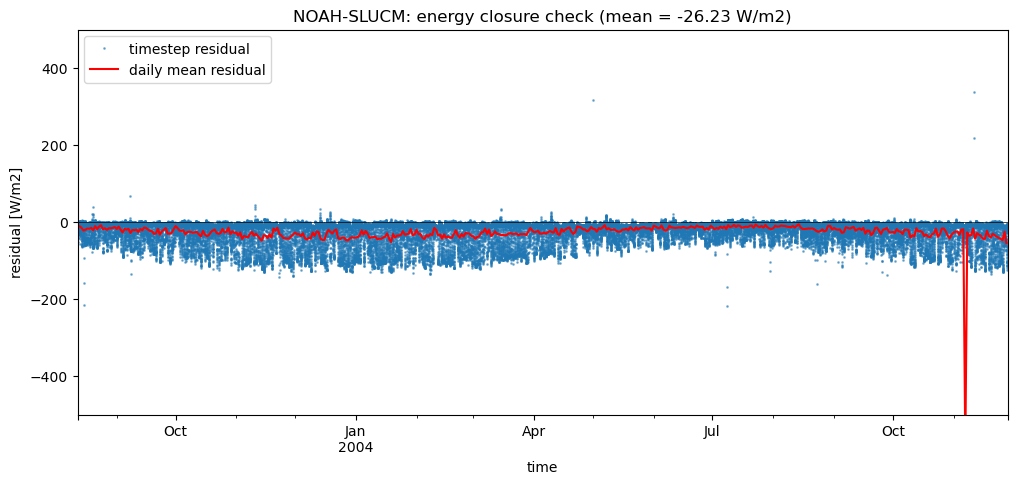 NOAH-SLUCM: energy closure check (mean = -26.23 W/m2)
timestep residual
daily mean residual
residual [W/m2]
400
200
0
−200
−400
Oct
Jan
2004
Apr
Jul
Oct
time